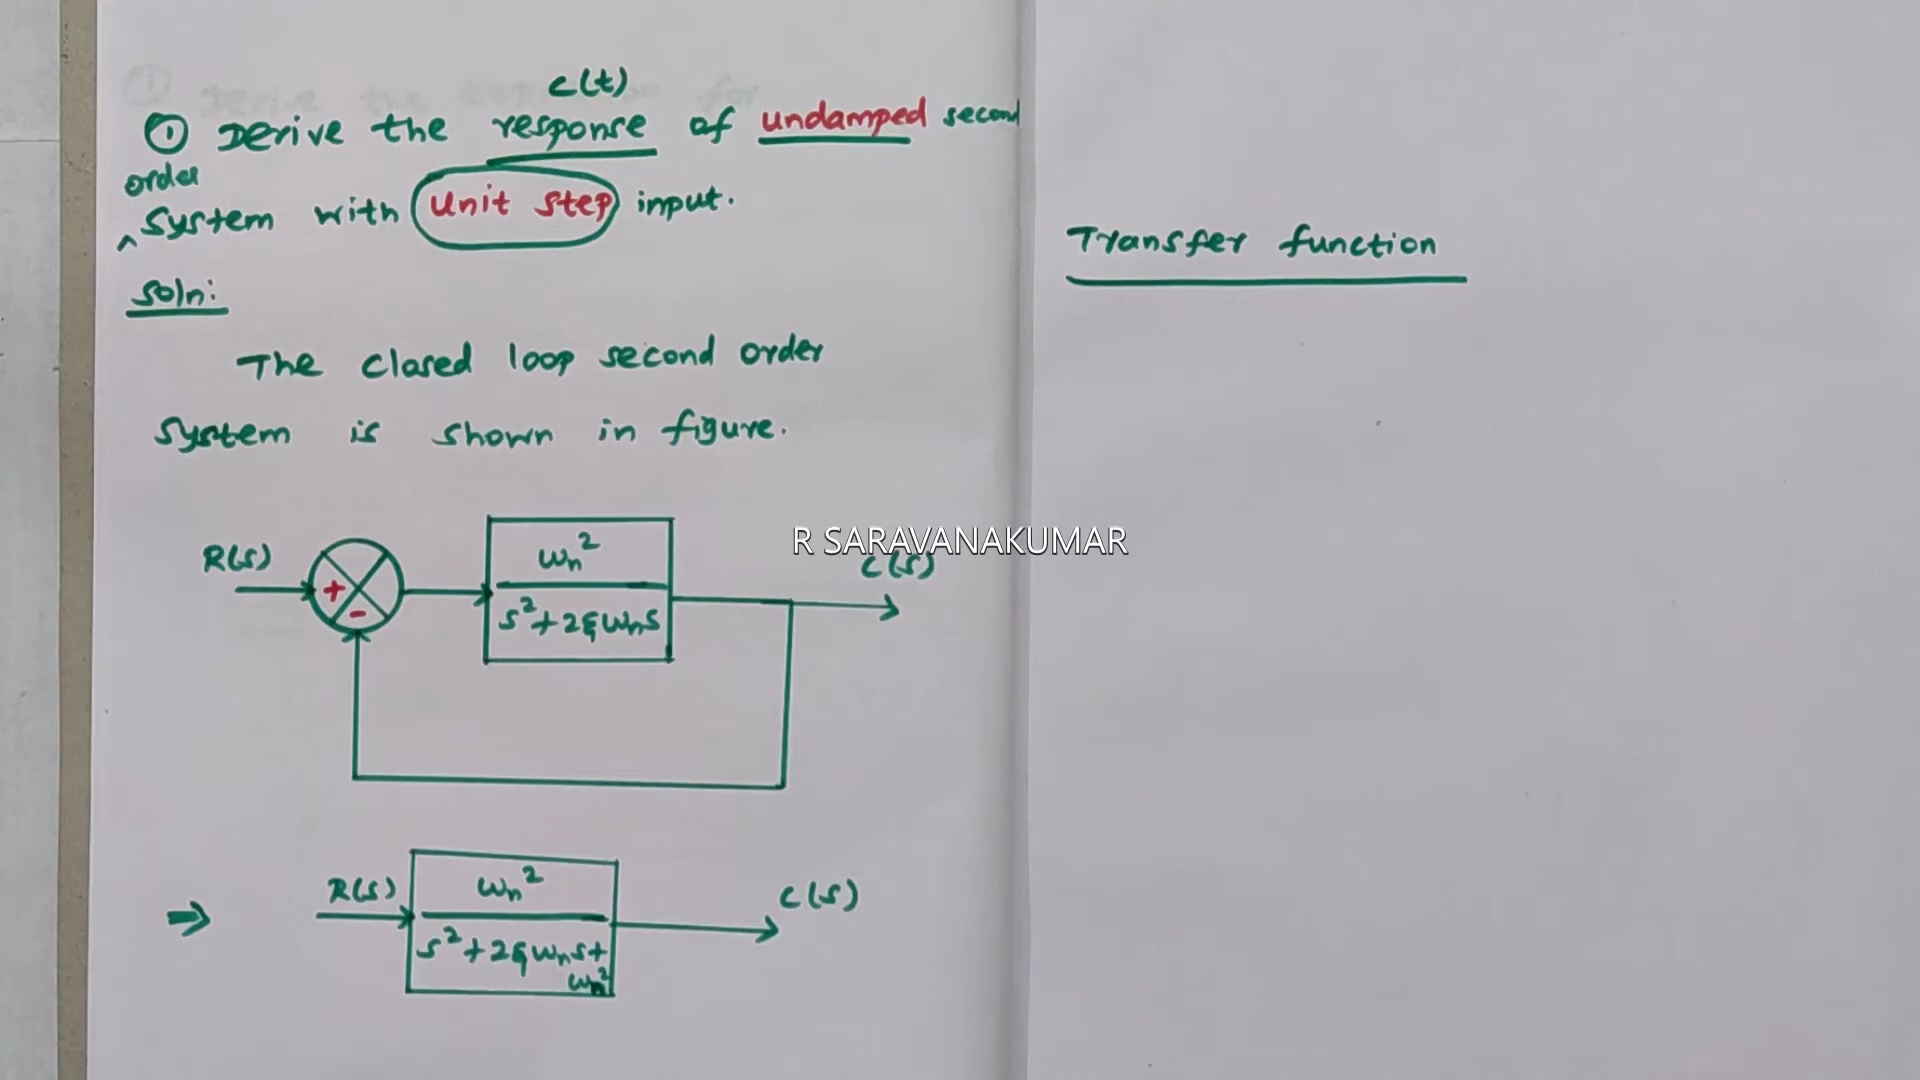 c(t)
① Derive the response of undamped second
order
^ System with unit step input.
Soln:
The closed loop second order
system is shown in figure.
R(s)
+
-
ωn²
s²+2ξωns
C(s)
R SARAVANAKUMAR
⇒
R(s)
ωn²
s²+2ξωns+
ωn²
C(s)
Transfer function